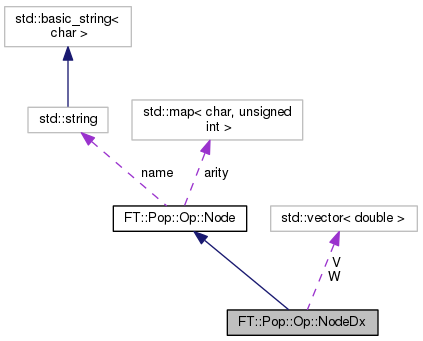 std::basic_string<
char >
std::string
std::map< char, unsigned
int >
name
arity
FT::Pop::Op::Node
std::vector< double >
V
W
FT::Pop::Op::NodeDx